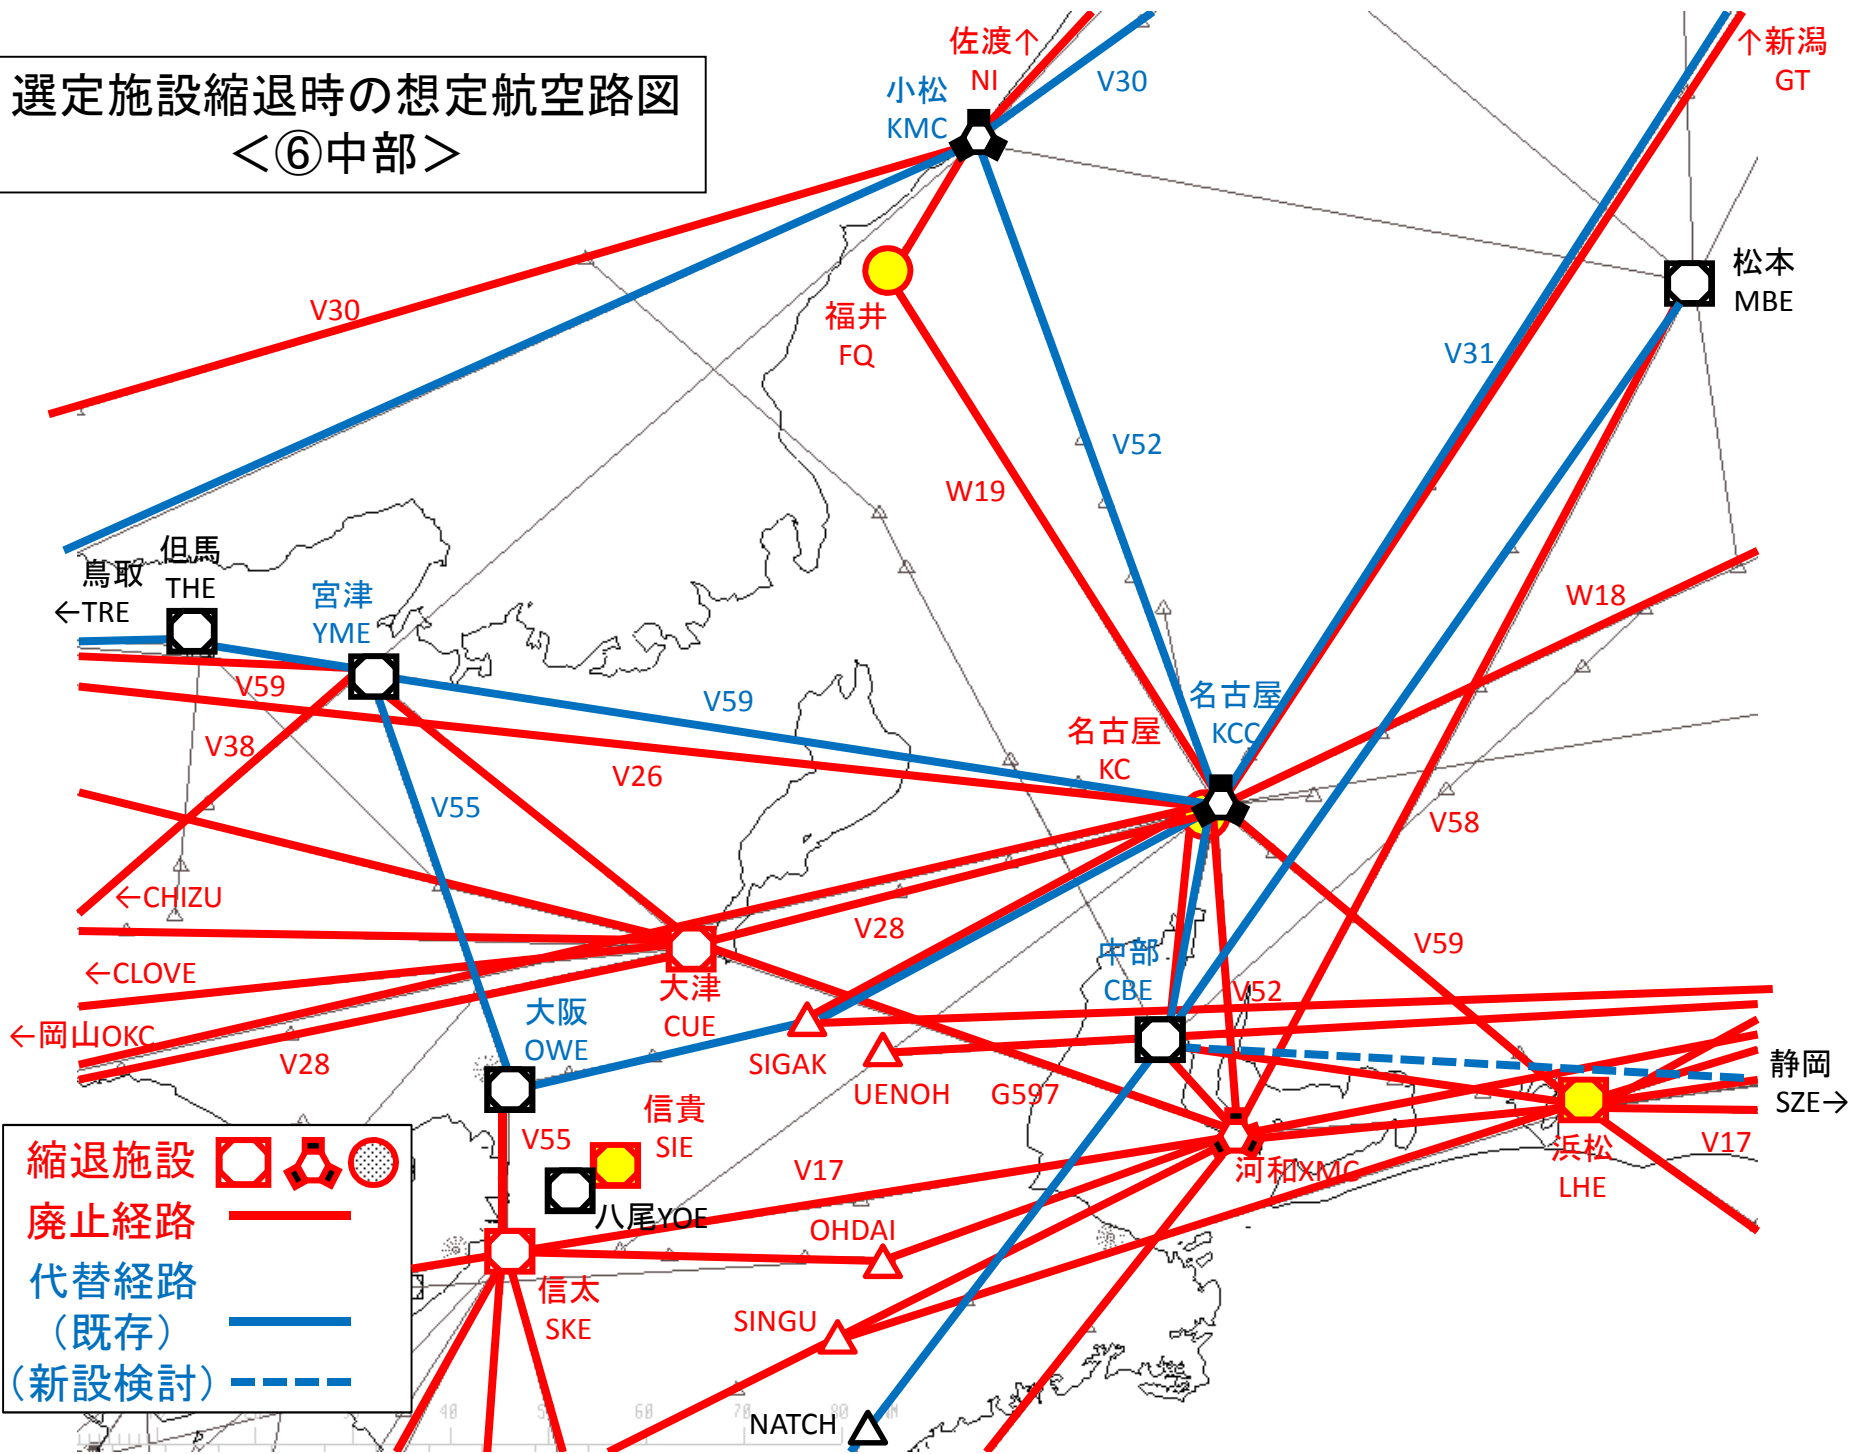 選定施設縮退時の想定航空路図
＜⑥中部＞
佐渡↑
NI
小松
KMC
V30
↑新潟
GT
松本
MBE
V30
福井
FQ
V31
V52
W19
W18
但馬
THE
鳥取
←TRE
宮津
YME
V59
V59
名古屋
KCC
名古屋
KC
V38
V26
V55
V58
←CHIZU
V28
V59
←CLOVE
大津
CUE
中部
CBE
V52
←岡山OKC
V28
大阪
OWE
SIGAK
UENOH
G597
静岡
SZE→
信貴
SIE
V55
V17
V17
八尾YOE
河和XMC
浜松
LHE
OHDAI
信太
SKE
SINGU
NATCH
縮退施設
廃止経路
代替経路
（既存）
（新設検討）
40
60
70
80